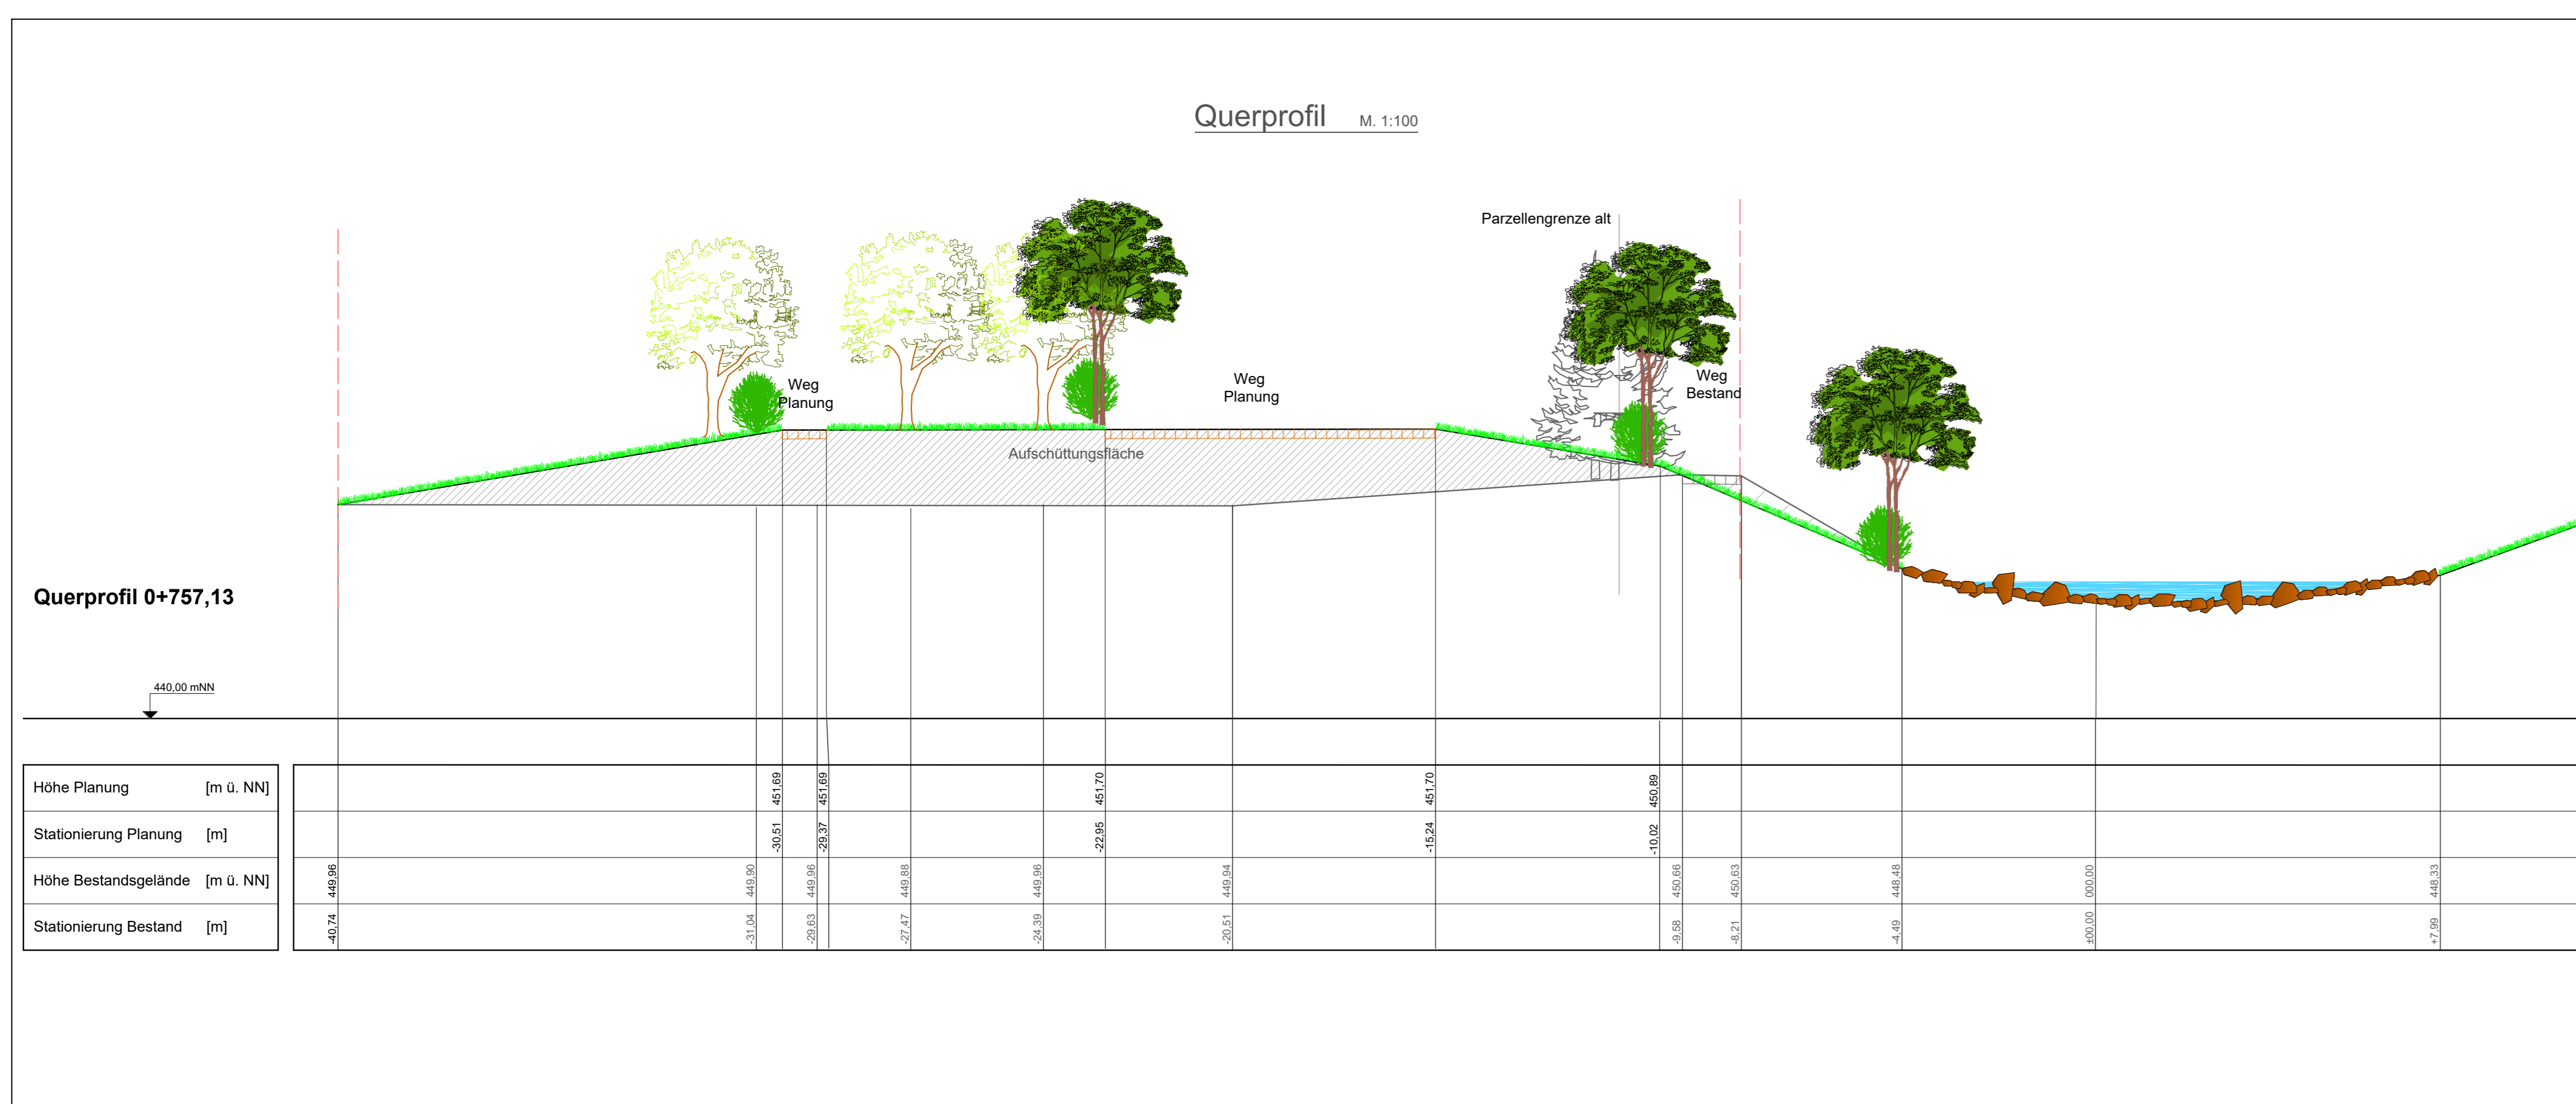 Querprofil M. 1:100
Parzellengrenze alt
Weg
Planung
Weg
Planung
Weg
Bestand
Aufschüttungsfläche
Querprofil 0+757,13
440,00 mNN
Höhe Planung [m ü. NN] 451,69 451,69 451,70 451,70 450,89
Stationierung Planung [m] -30,51 -29,37 -22,95 -15,24 -10,02
Höhe Bestandsgelände [m ü. NN] 449,96 449,90 449,96 449,88 449,96 449,94 450,66 450,63 448,48 000,00 448,33
Stationierung Bestand [m] -40,74 -31,04 -29,63 -27,47 -24,39 -20,51 -9,58 -8,21 -4,49 ±00,00 +7,99